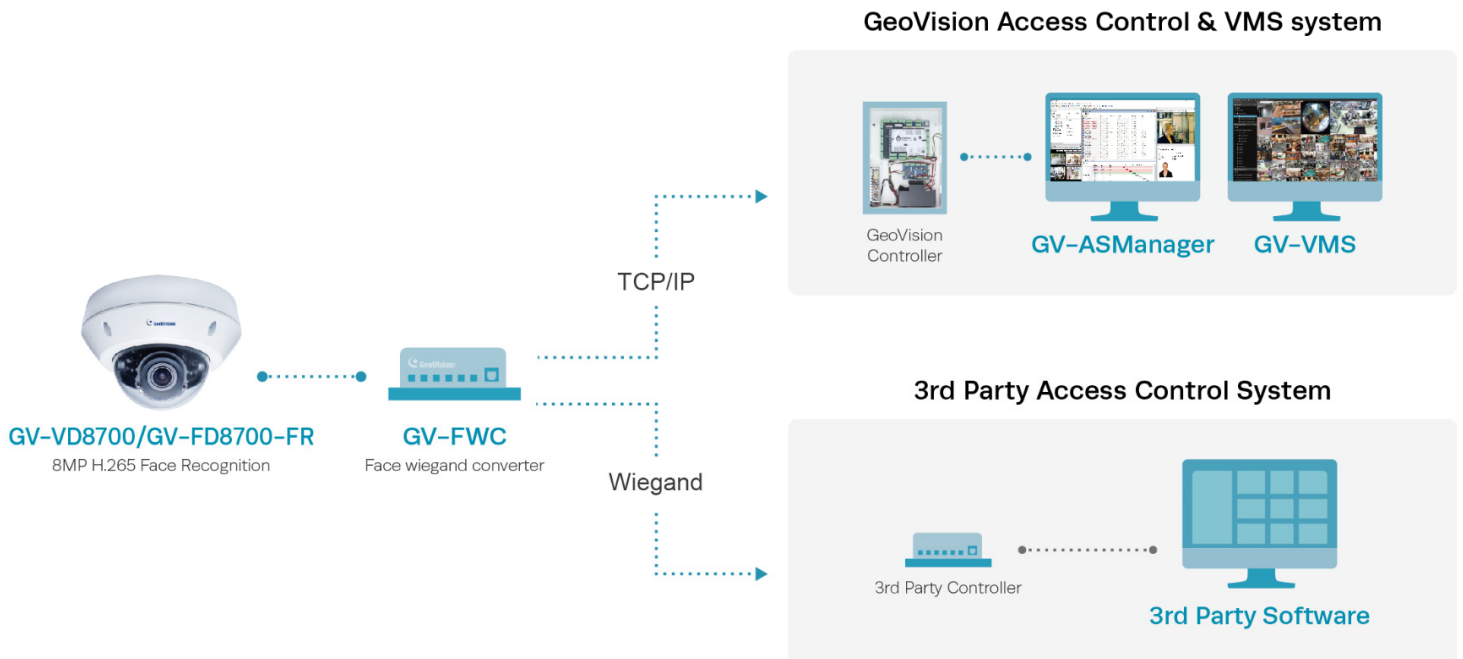 GeoVision Access Control & VMS system
GeoVision
Controller
GV-ASManager
GV-VMS
TCP/IP
GeoVision
GeoVision
GV-VD8700/GV-FD8700-FR
8MP H.265 Face Recognition
GV-FWC
Face wiegand converter
Wiegand
3rd Party Access Control System
3rd Party Controller
3rd Party Software